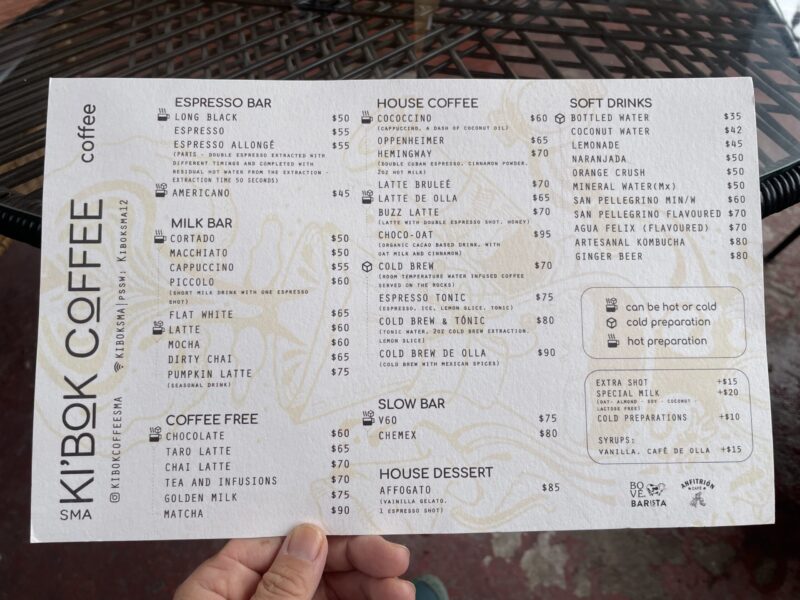 KI'BOK COFFEE coffee
SMA
KIBOKCOFFEESMA
KIBOKSMA|PSSW: Kiboksma12
ESPRESSO BAR
LONG BLACK $50
ESPRESSO $55
ESPRESSO ALLONGÉ $55
(PARTS - DOUBLE ESPRESSO EXTRACTED WITH
DIFFERENT TIMINGS AND COMPLETED WITH
RESIDUAL HOT WATER FROM THE EXTRACTION -
EXTRACTION TIME 50 SECONDS)
AMERICANO $45
MILK BAR
CORTADO $50
MACCHIATO $50
CAPPUCCINO $55
PICCOLO $60
(SHORT MILK DRINK WITH ONE ESPRESSO
SHOT)
FLAT WHITE $65
LATTE $60
MOCHA $60
DIRTY CHAI $65
PUMPKIN LATTE $75
(SEASONAL DRINK)
COFFEE FREE
CHOCOLATE $60
TARO LATTE $65
CHAI LATTE $70
TEA AND INFUSIONS $70
GOLDEN MILK $75
MATCHA $90
HOUSE COFFEE
COCOCCINO $60
(CAPPUCCINO, A DASH OF COCONUT OIL)
OPPENHEIMER $65
HEMINGWAY $70
(DOUBLE CUBAN ESPRESSO, CINNAMON POWDER,
2OZ HOT MILK)
LATTE BRULEÉ $70
LATTE DE OLLA $65
BUZZ LATTE $70
(LATTE WITH DOUBLE ESPRESSO SHOT, HONEY)
CHOCO-OAT $95
(ORGANIC CACAO BASED DRINK, WITH
OAT MILK AND CINNAMON)
COLD BREW $70
(ROOM TEMPERATURE WATER INFUSED COFFEE
SERVED ON THE ROCKS)
ESPRESSO TONIC $75
(ESPRESSO, ICE, LEMON SLICE, TONIC)
COLD BREW & TÓNIC $80
(TONIC WATER, 2OZ COLD BREW EXTRACTION,
LEMON SLICE)
COLD BREW DE OLLA $90
(COLD BREW WITH MEXICAN SPICES)
SLOW BAR
V60 $75
CHEMEX $80
HOUSE DESSERT
AFFOGATO $85
(VAINILLA GELATO,
1 ESPRESSO SHOT)
SOFT DRINKS
BOTTLED WATER $35
COCONUT WATER $42
LEMONADE $45
NARANJADA $50
ORANGE CRUSH $50
MINERAL WATER(Mx) $50
SAN PELLEGRINO MIN/W $60
SAN PELLEGRINO FLAVOURED $70
AGUA FELIX (FLAVOURED) $70
ARTESANAL KOMBUCHA $80
GINGER BEER $80
can be hot or cold
cold preparation
hot preparation
EXTRA SHOT +$15
SPECIAL MILK +$20
(OAT- ALMOND - SOY - COCONUT
LACTOSE FREE)
COLD PREPARATIONS +$10
SYRUPS:
VANILLA, CAFÉ DE OLLA +$15
BOVE.
BARISTA
ANFITRIÓN
CAFÉ